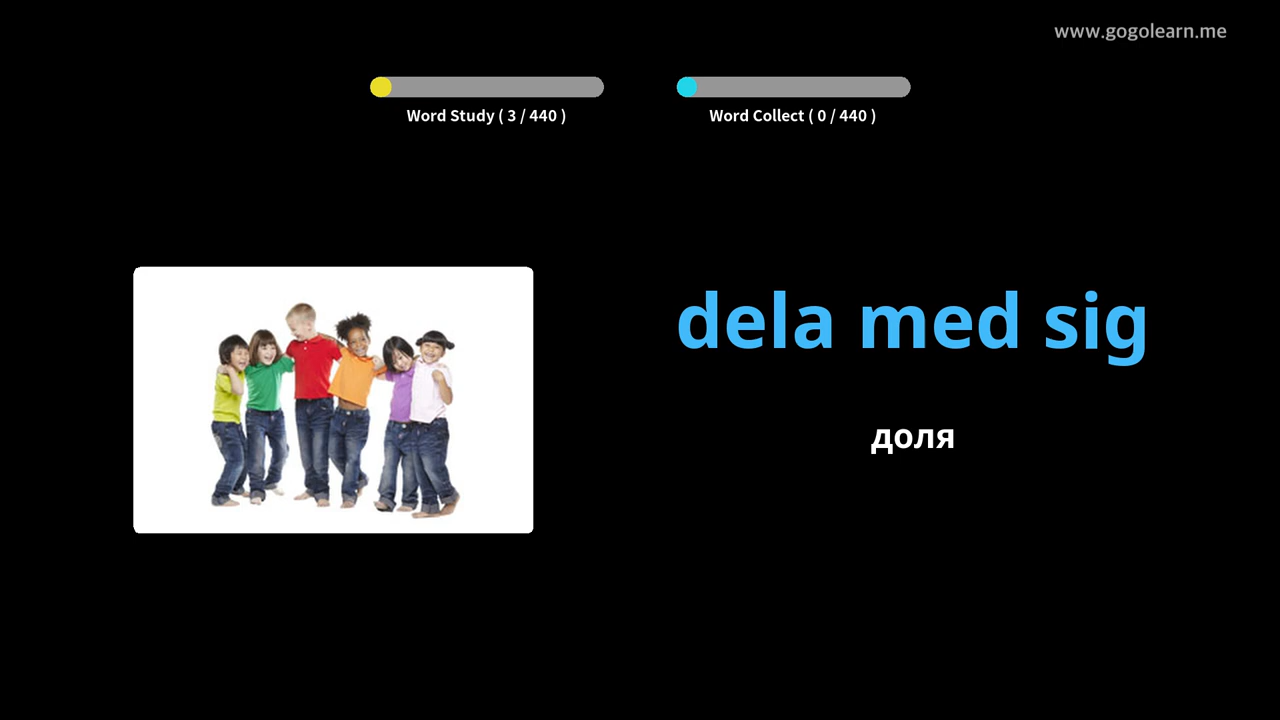 www.gogolearn.me
Word Study ( 3 / 440 )
Word Collect ( 0 / 440 )
dela med sig
доля